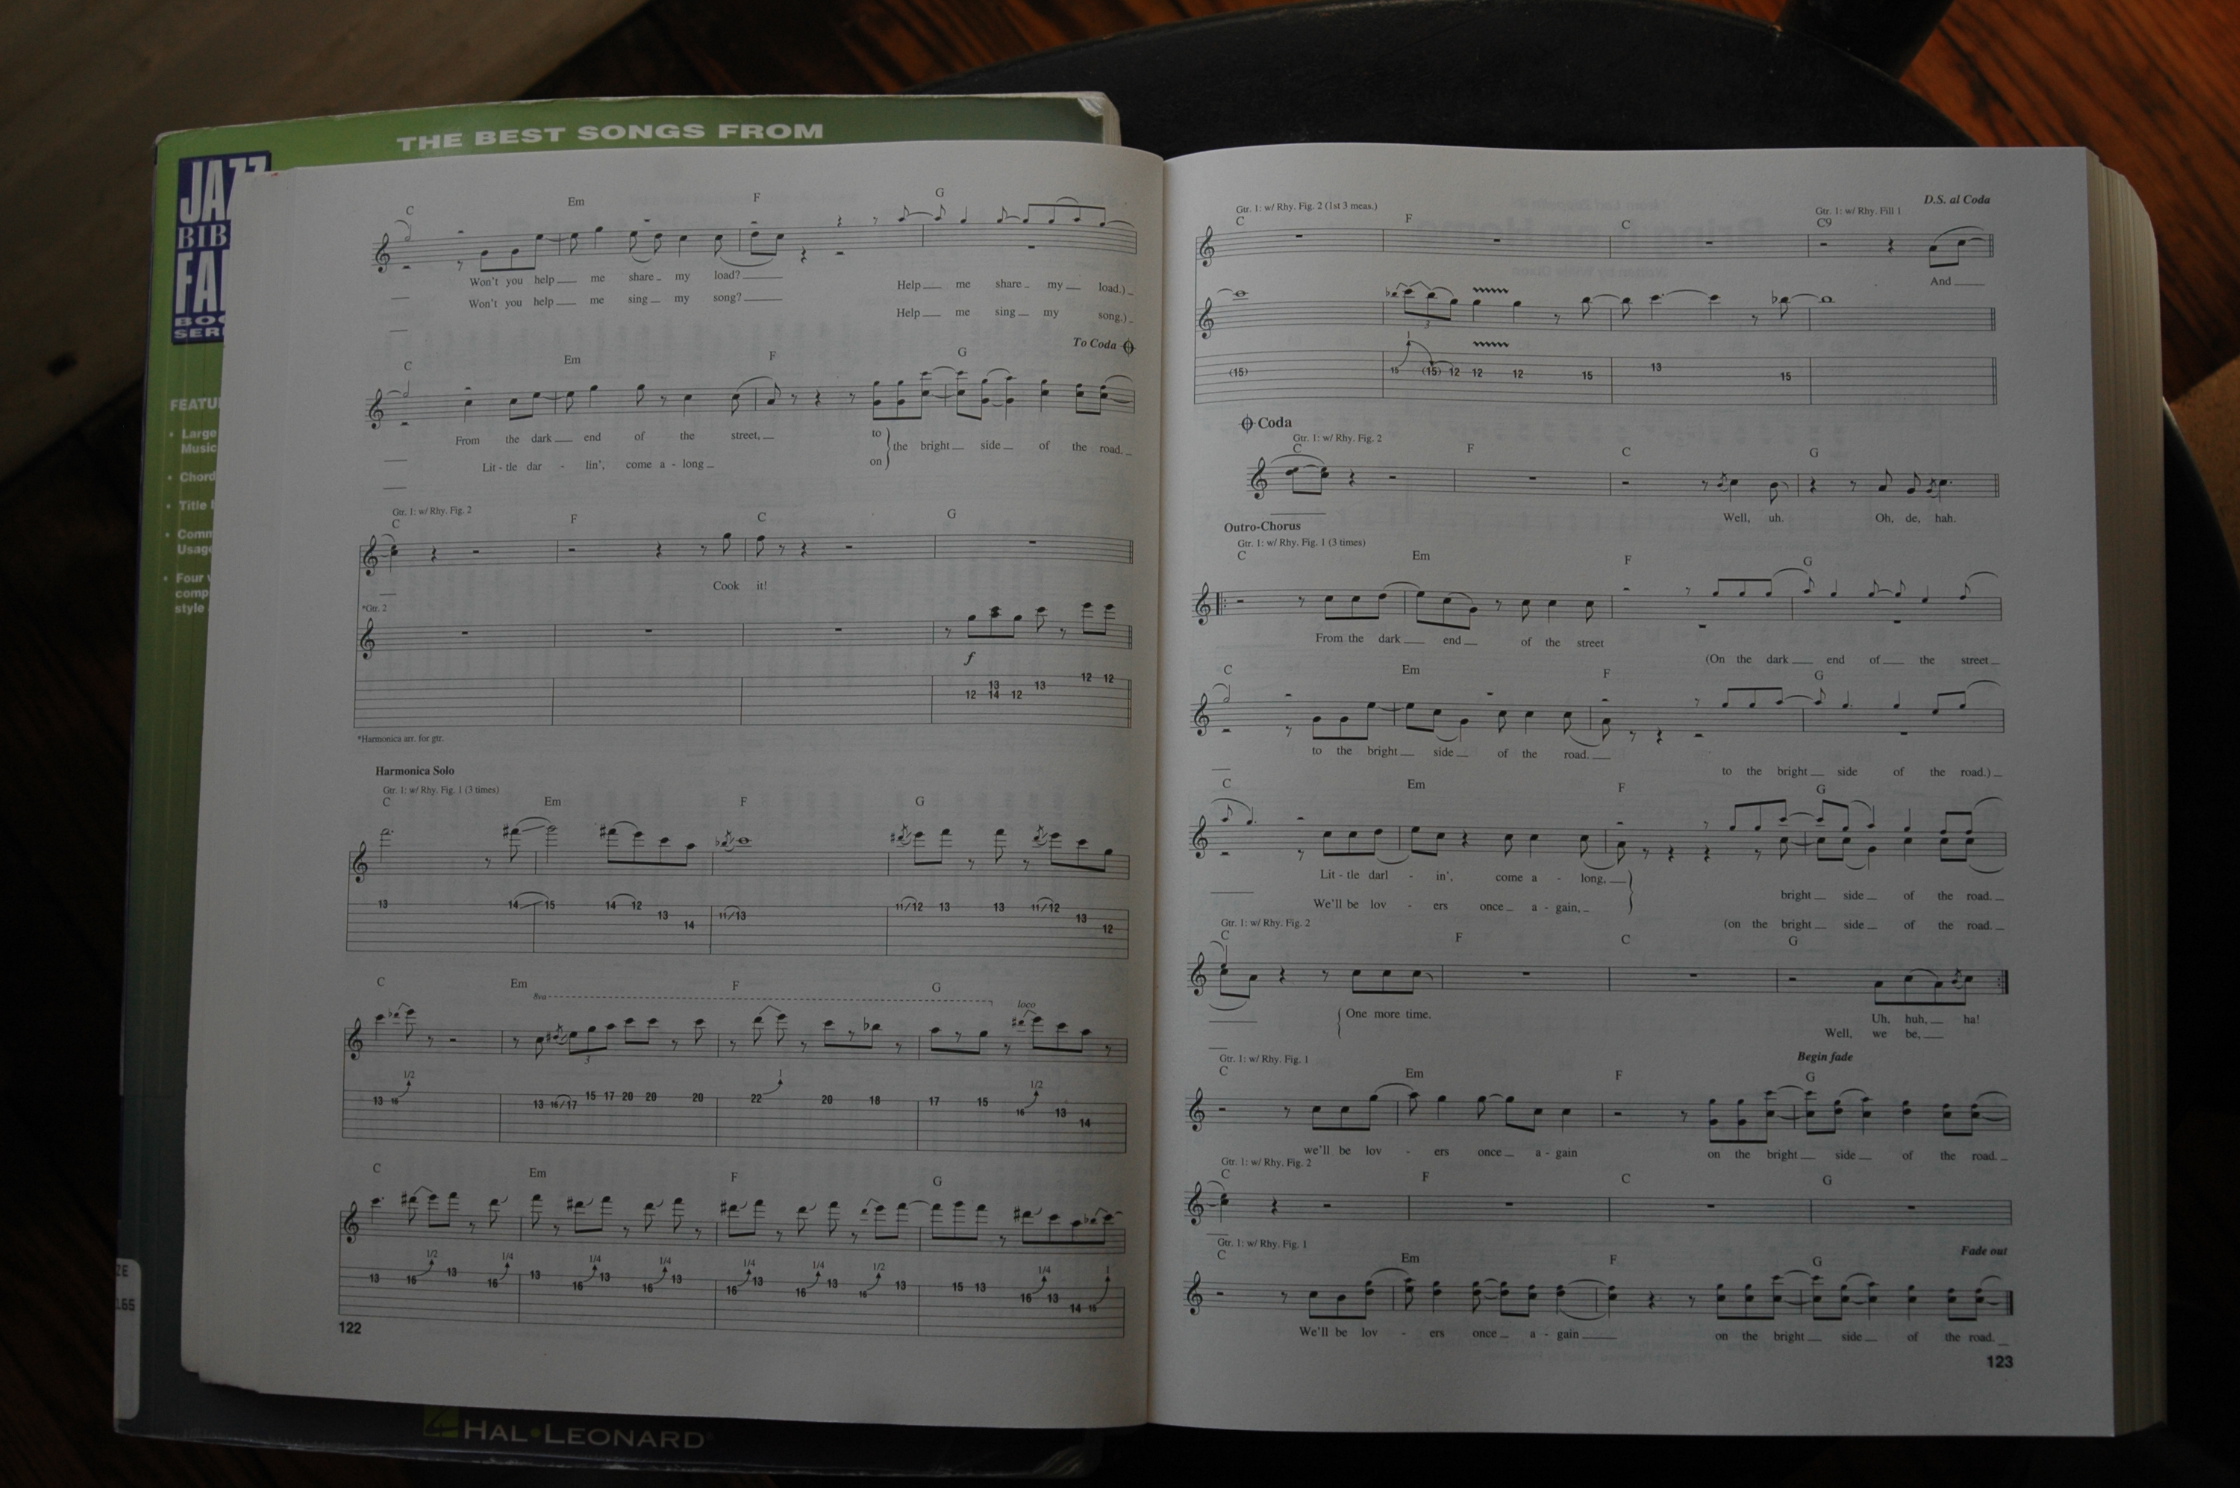 THE BEST SONGS FROM
JAZZ
BIB
FA
BOO
SER
FEATU
• Large
Music
• Chord
• Title I
• Comm
Usage
• Four v
comp
style
ZE
165
HAL•LEONARD
C Em F G
Won't you help me share my load?
Won't you help me sing my song?
Help me share my load.)
Help me sing my song.)
To Coda
C Em F G
From the dark end of the street, to
Lit - tle dar - lin', come a - long on
the bright side of the road.
Gtr. 1: w/ Rhy. Fig. 2
C F C G
Cook it!
*Gtr. 2
f
12 13 14 12 13 12 12
*Harmonica arr. for gtr.
Harmonica Solo
Gtr. 1: w/ Rhy. Fig. 1 (3 times)
C Em F G
13 14 15 14 12 13 14 11/13 11/12 13 13 11/12 13 12
C Em F G
8va loco
3
1/2 1 1/2
13 16 13 16/17 15 17 20 20 20 22 20 18 17 15 16 13 14
C Em F G
1/2 1/4 1/4 1/4 1/4 1/4 1/2 1/4 1
13 16 13 16 13 16 13 16 13 16 13 16 13 16 13 15 13 16 13 14 15
122
D.S. al Coda
Gtr. 1: w/ Rhy. Fig. 2 (1st 3 meas.) Gtr. 1: w/ Rhy. Fill 1
C F C C9
And
3
1
(15) 15 (15) 12 12 12 15 13 15
Coda
Gtr. 1: w/ Rhy. Fig. 2
C F C G
Well, uh. Oh, de, hah.
Outro-Chorus
Gtr. 1: w/ Rhy. Fig. 1 (3 times)
C Em F G
From the dark end of the street
(On the dark end of the street
C Em F G
to the bright side of the road.
to the bright side of the road.)
C Em F G
Lit - tle darl - in', come a - long,
We'll be lov - ers once a - gain,
bright side of the road.
(on the bright side of the road.
Gtr. 1: w/ Rhy. Fig. 2
C F C G
One more time.
Uh, huh, ha!
Well, we be,
Gtr. 1: w/ Rhy. Fig. 1 Begin fade
C Em F G
we'll be lov - ers once a - gain on the bright side of the road.
Gtr. 1: w/ Rhy. Fig. 2
C F C G
Gtr. 1: w/ Rhy. Fig. 1 Fade out
C Em F G
We'll be lov - ers once a - gain on the bright side of the road.
123